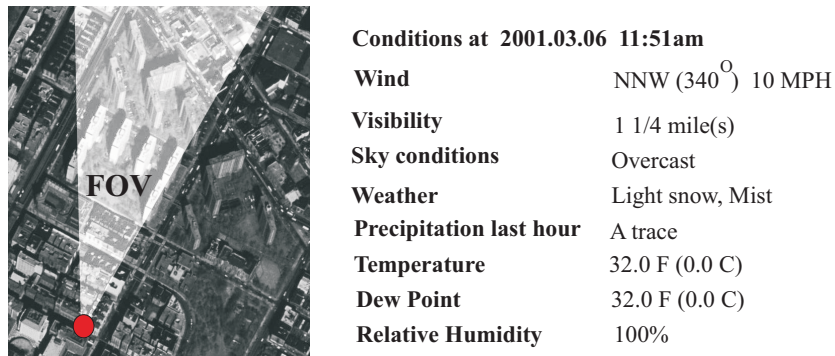 FOV
Conditions at 2001.03.06 11:51am
Wind NNW (340°) 10 MPH
Visibility 1 1/4 mile(s)
Sky conditions Overcast
Weather Light snow, Mist
Precipitation last hour A trace
Temperature 32.0 F (0.0 C)
Dew Point 32.0 F (0.0 C)
Relative Humidity 100%